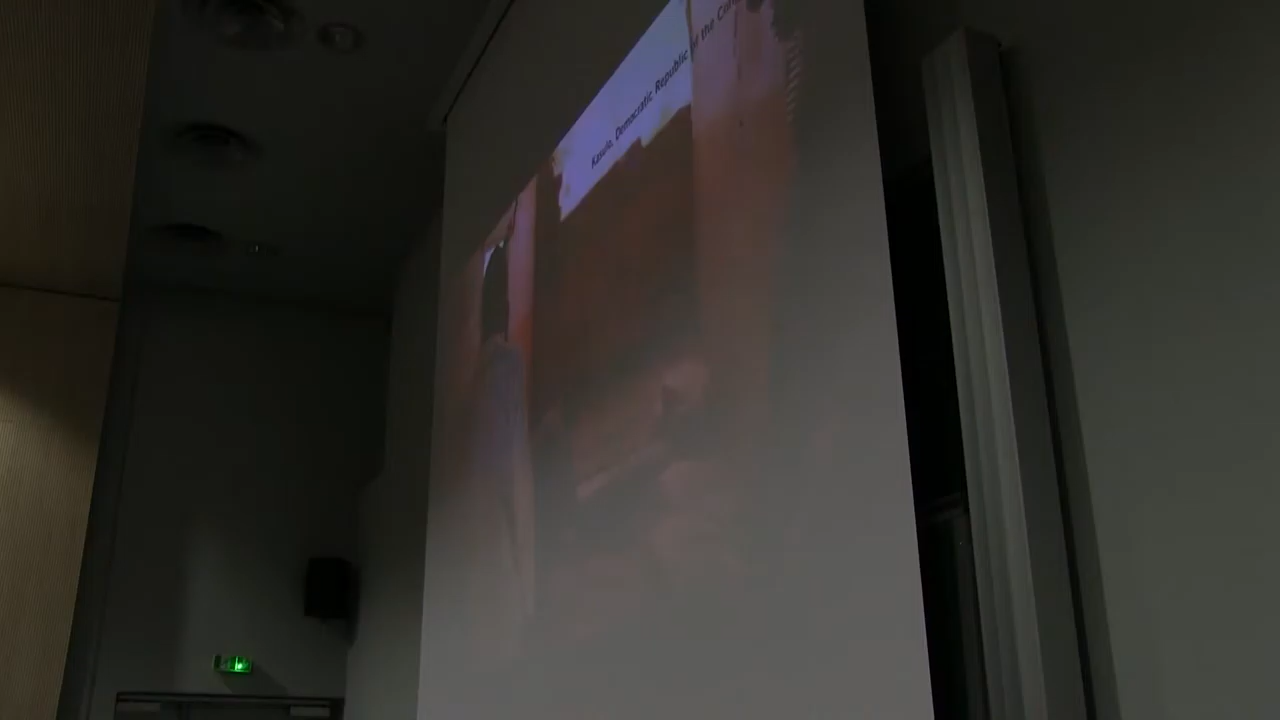 Kasulo, Democratic Republic of the